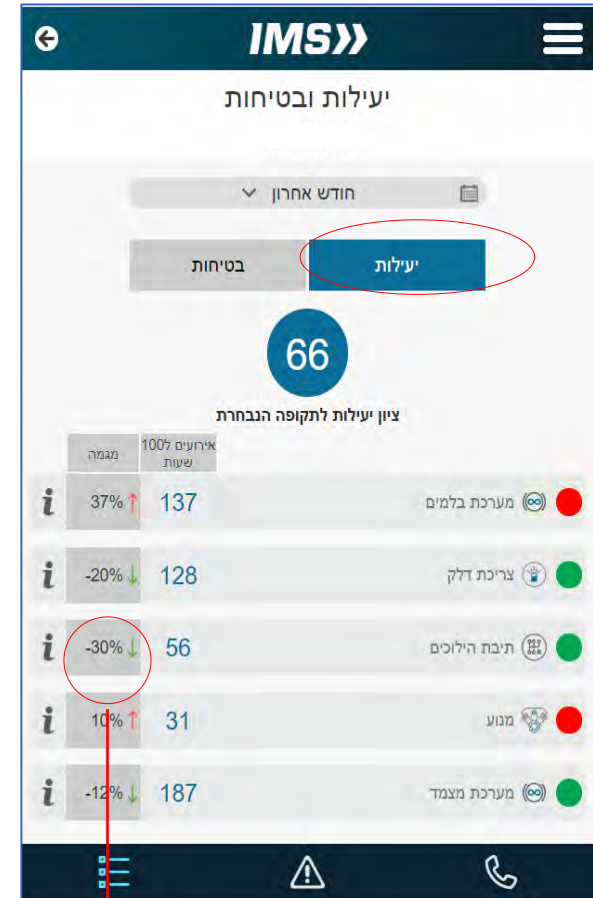 IMS»
יעילות ובטיחות
חודש אחרון
יעילות
בטיחות
66
ציון יעילות לתקופה הנבחרת
אירועים ל100 שעות
מגמה
מערכת בלמים 137 37% ↑ i
צריכת דלק 128 -20% ↓ i
תיבת הילוכים 56 -30% ↓ i
מנוע 31 10% ↑ i
מערכת מצמד 187 -12% ↓ i